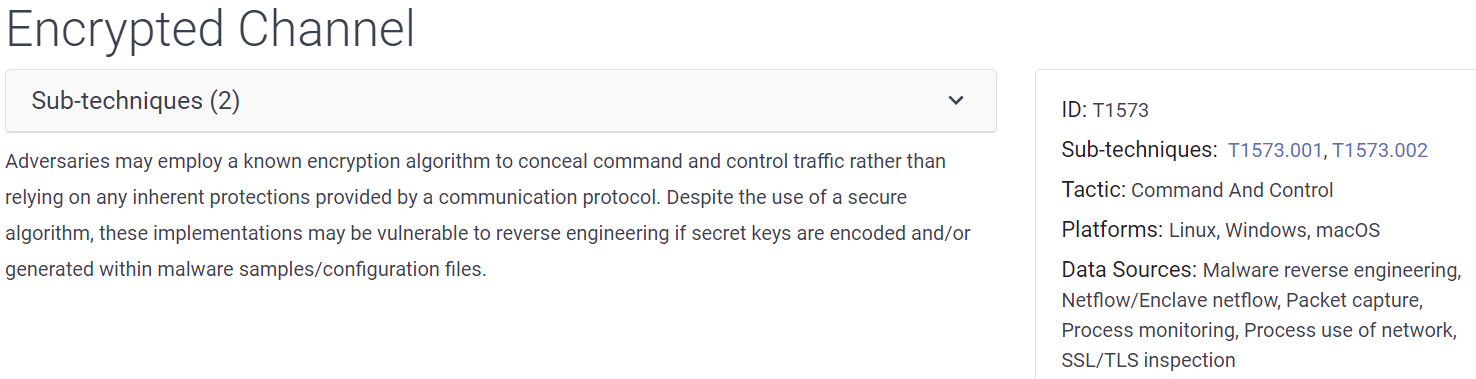 Encrypted Channel
Sub-techniques (2)
Adversaries may employ a known encryption algorithm to conceal command and control traffic rather than
relying on any inherent protections provided by a communication protocol. Despite the use of a secure
algorithm, these implementations may be vulnerable to reverse engineering if secret keys are encoded and/or
generated within malware samples/configuration files.
ID: T1573
Sub-techniques: T1573.001, T1573.002
Tactic: Command And Control
Platforms: Linux, Windows, macOS
Data Sources: Malware reverse engineering,
Netflow/Enclave netflow, Packet capture,
Process monitoring, Process use of network,
SSL/TLS inspection